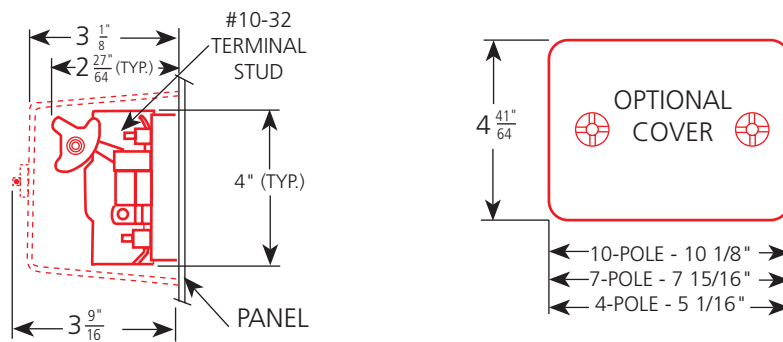 3 1/8"
2 27/64" (TYP.)
#10-32
TERMINAL
STUD
4" (TYP.)
3 9/16"
PANEL
4 41/64"
OPTIONAL
COVER
10-POLE - 10 1/8"
7-POLE - 7 15/16"
4-POLE - 5 1/16"